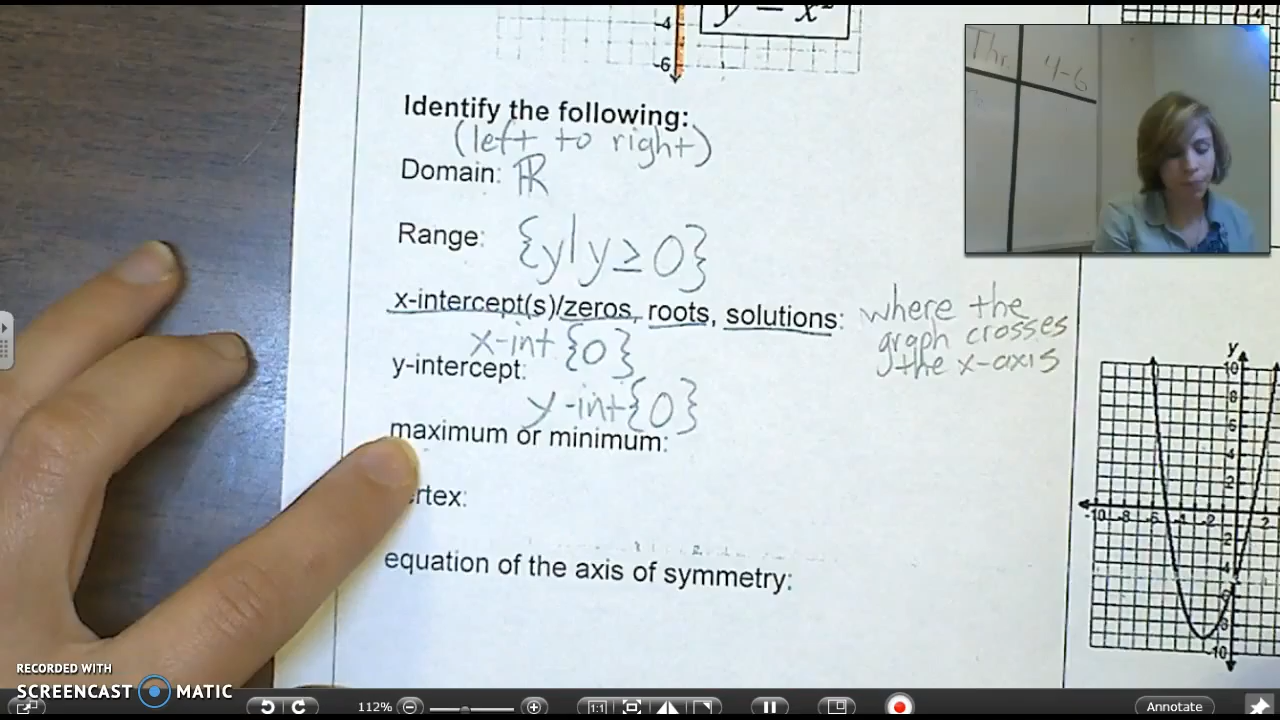 -4
y = x²
-6
Identify the following:
(left to right)
Domain: ℝ
Range: {y|y≥0}
x-intercept(s)/zeros, roots, solutions: where the
graph crosses
the x-axis
x-int {0}
y-intercept:
y-int {0}
maximum or minimum:
rtex:
equation of the axis of symmetry:
Thr. 4-6
y
10
8
6
4
2
-10 -8 -6 -2 2
2
4
8
-10
RECORDED WITH
SCREENCAST MATIC
112%
1:1
Annotate